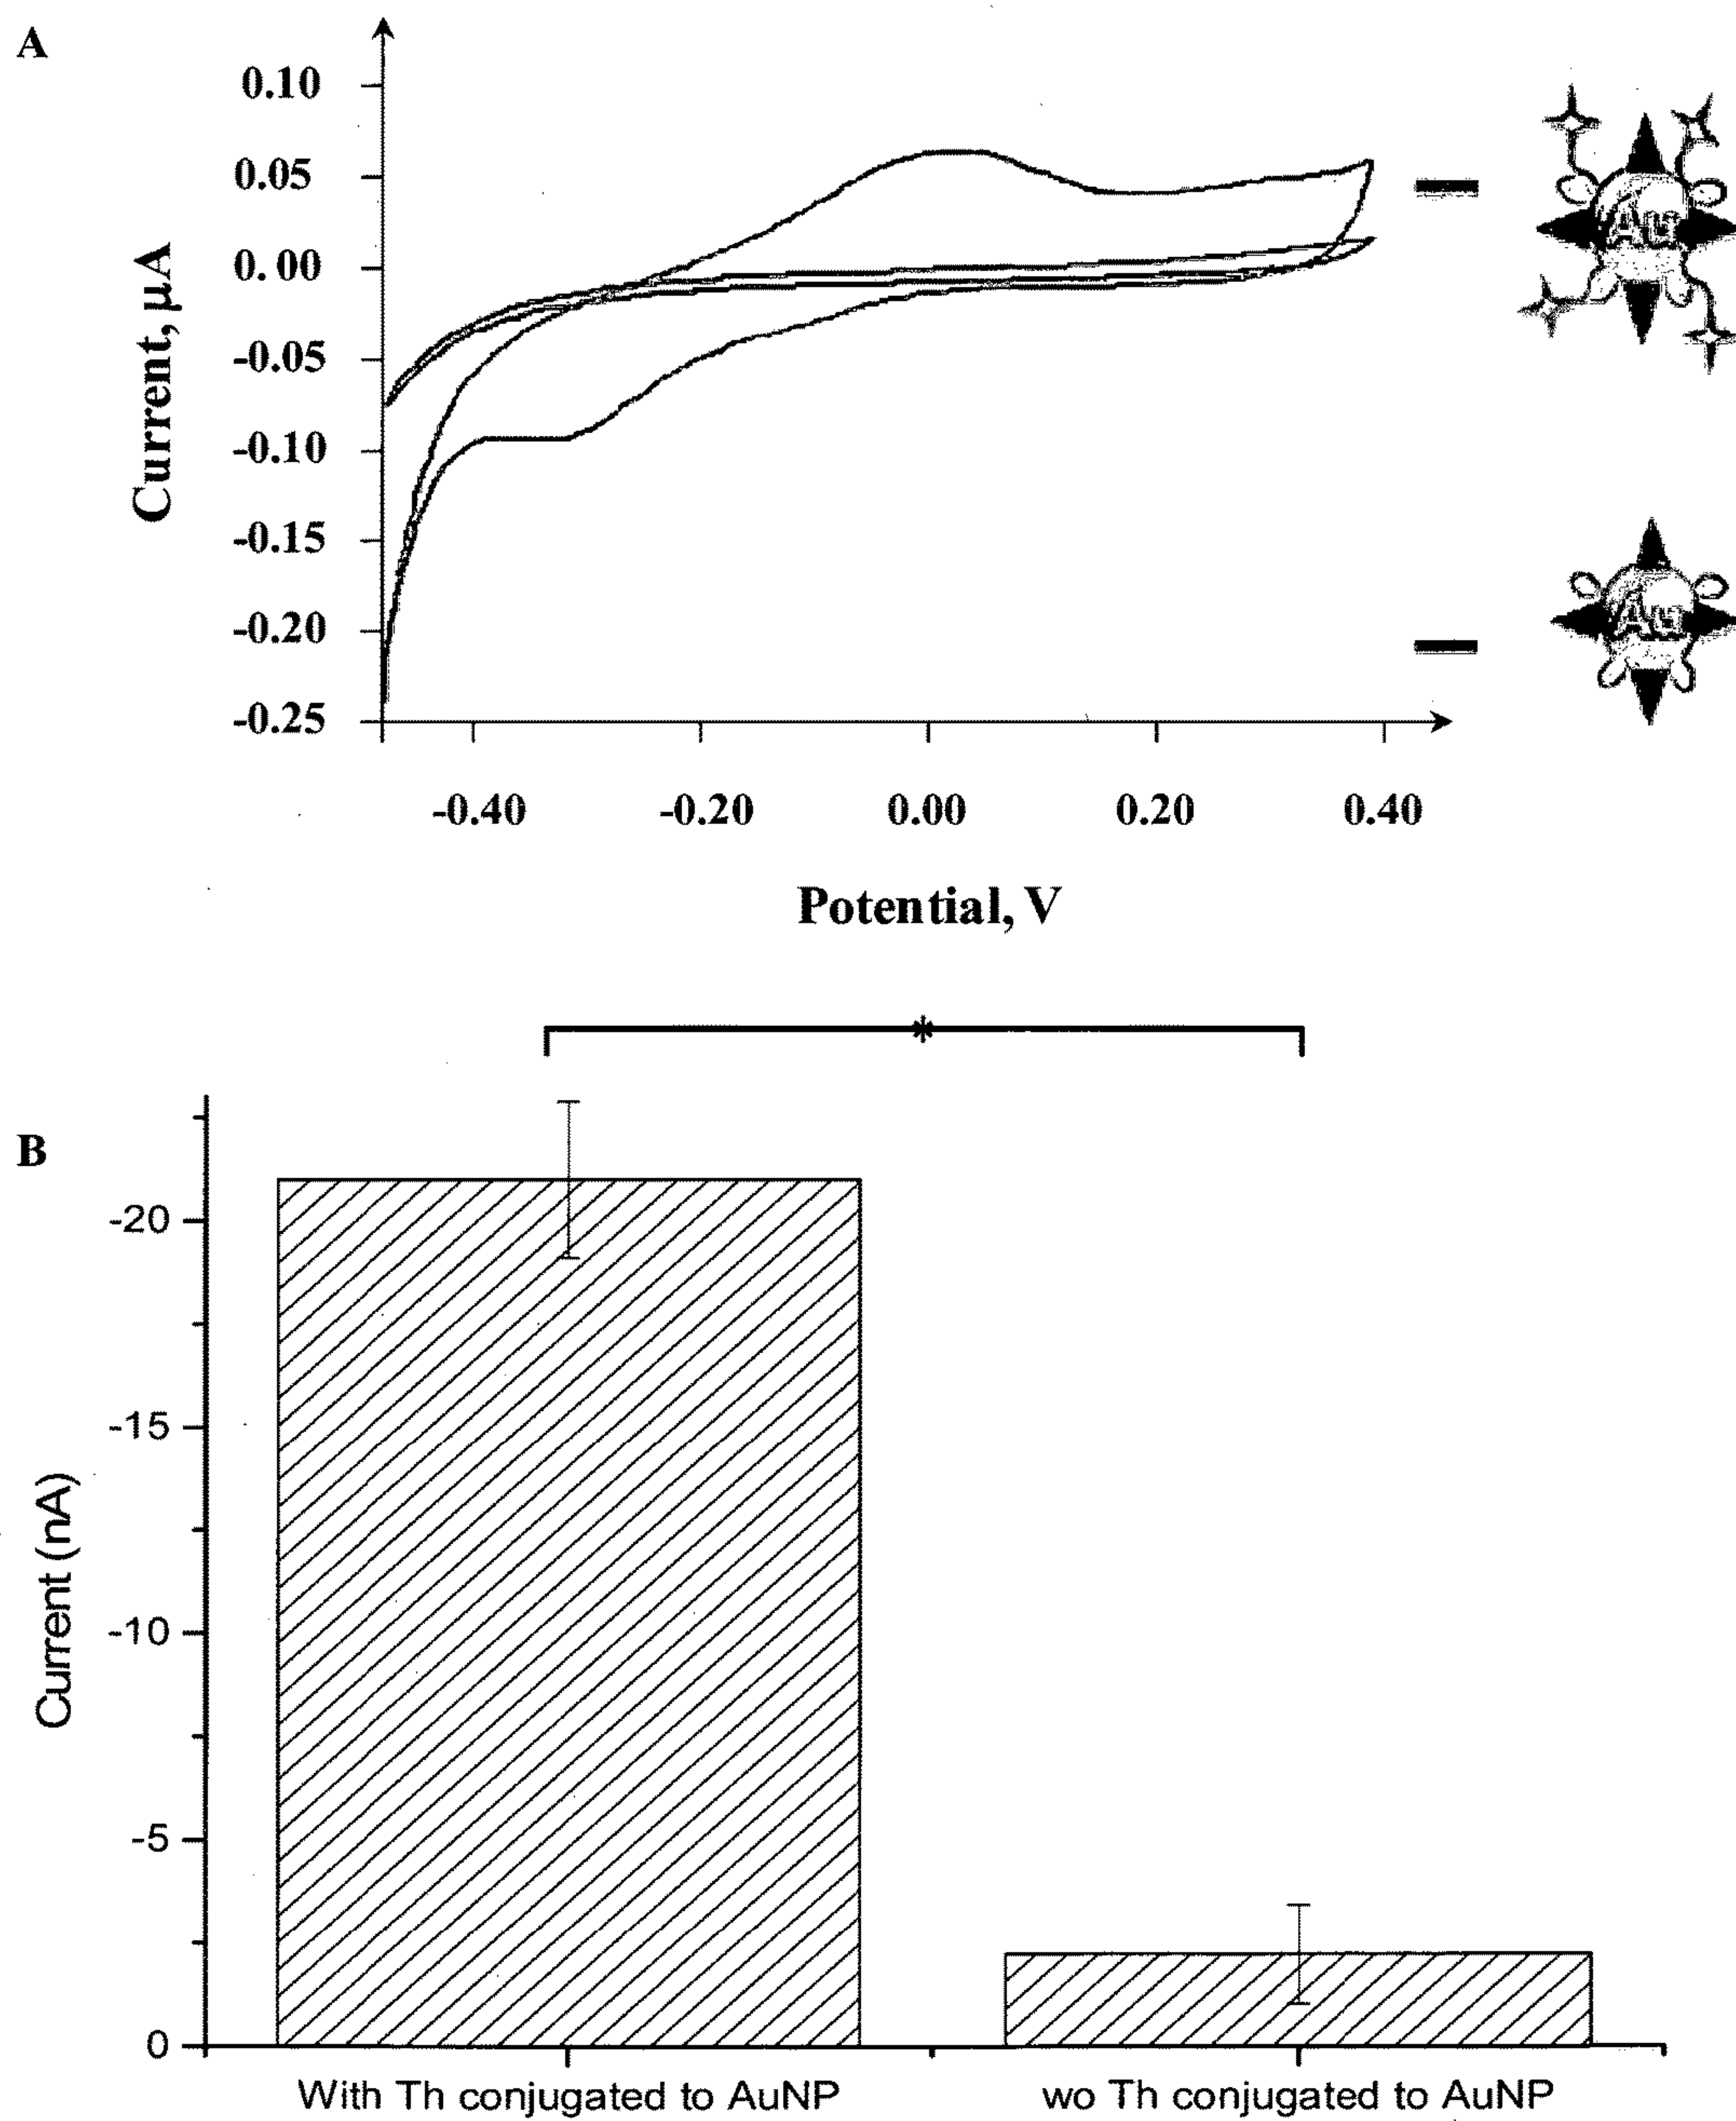 A
0.10
0.05
0.00
-0.05
-0.10
-0.15
-0.20
-0.25
Current, µA
-0.40 -0.20 0.00 0.20 0.40
Potential, V
Au
Au
*
B
-20
-15
-10
-5
0
Current (nA)
With Th conjugated to AuNP wo Th conjugated to AuNP